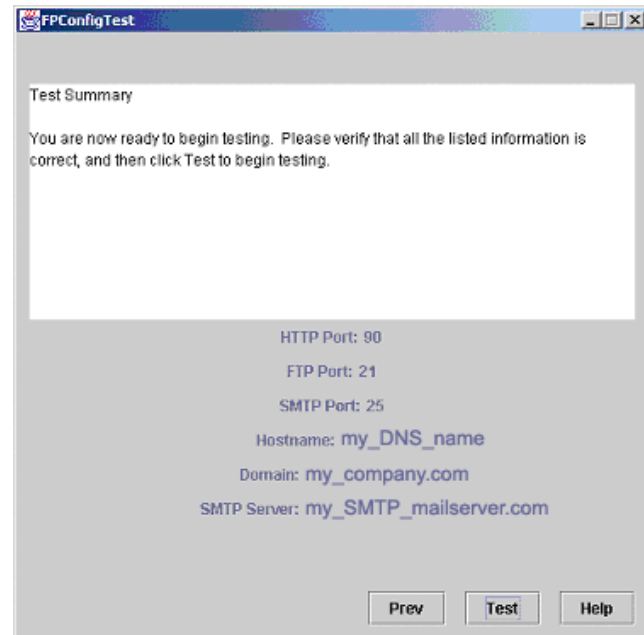 FPConfigTest
Test Summary
You are now ready to begin testing. Please verify that all the listed information is
correct, and then click Test to begin testing.
HTTP Port: 90
FTP Port: 21
SMTP Port: 25
Hostname: my_DNS_name
Domain: my_company.com
SMTP Server: my_SMTP_mailserver.com
Prev Test Help